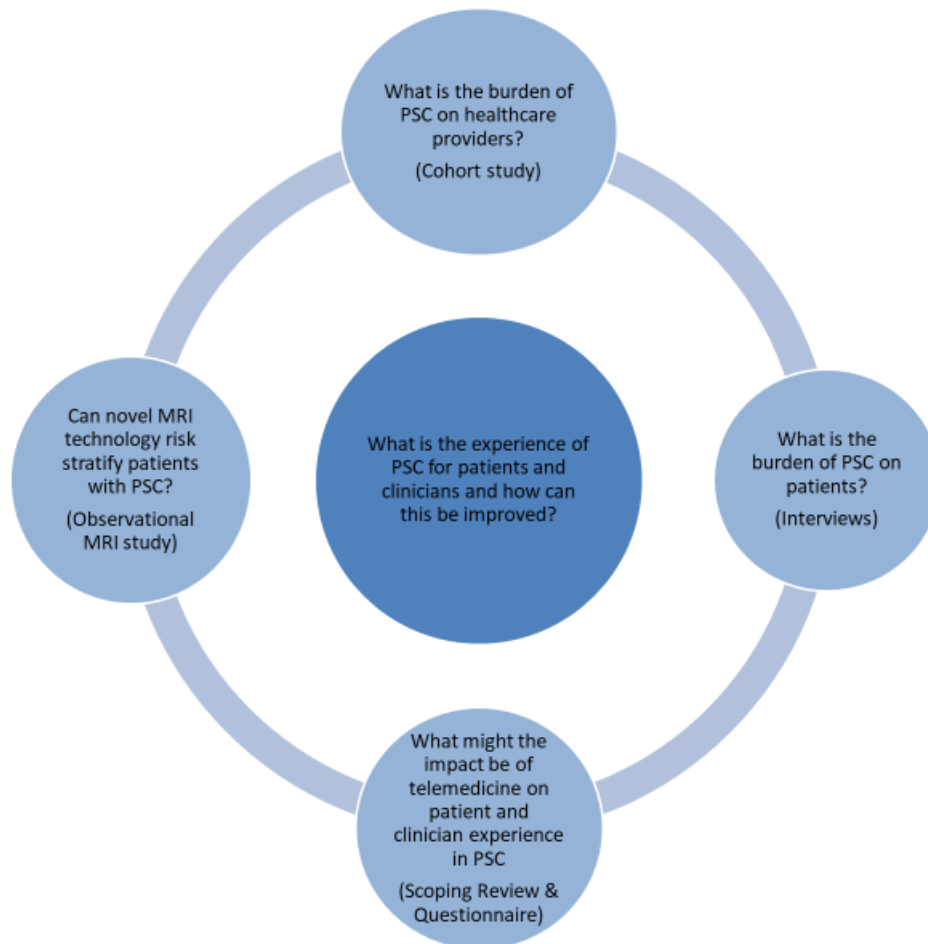 What is the burden of
PSC on healthcare
providers?
(Cohort study)
Can novel MRI
technology risk
stratify patients
with PSC?
(Observational
MRI study)
What is the experience of
PSC for patients and
clinicians and how can
this be improved?
What is the
burden of PSC on
patients?
(Interviews)
What might the
impact be of
telemedicine on
patient and
clinician experience
in PSC
(Scoping Review &
Questionnaire)